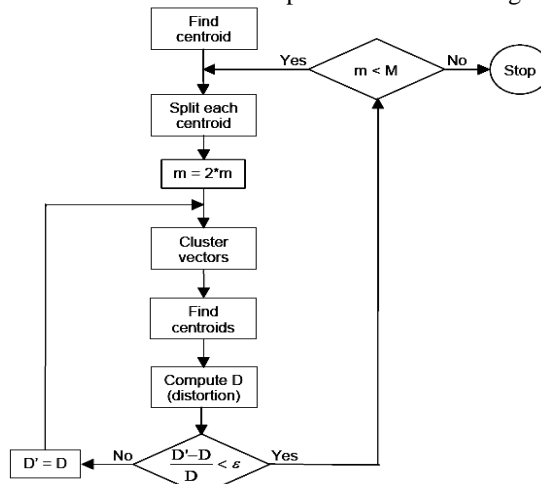 Find
centroid
Yes
m < M
No
Stop
Split each
centroid
m = 2*m
Cluster
vectors
Find
centroids
Compute D
(distortion)
D' = D
No
D'–D
D
< ε
Yes